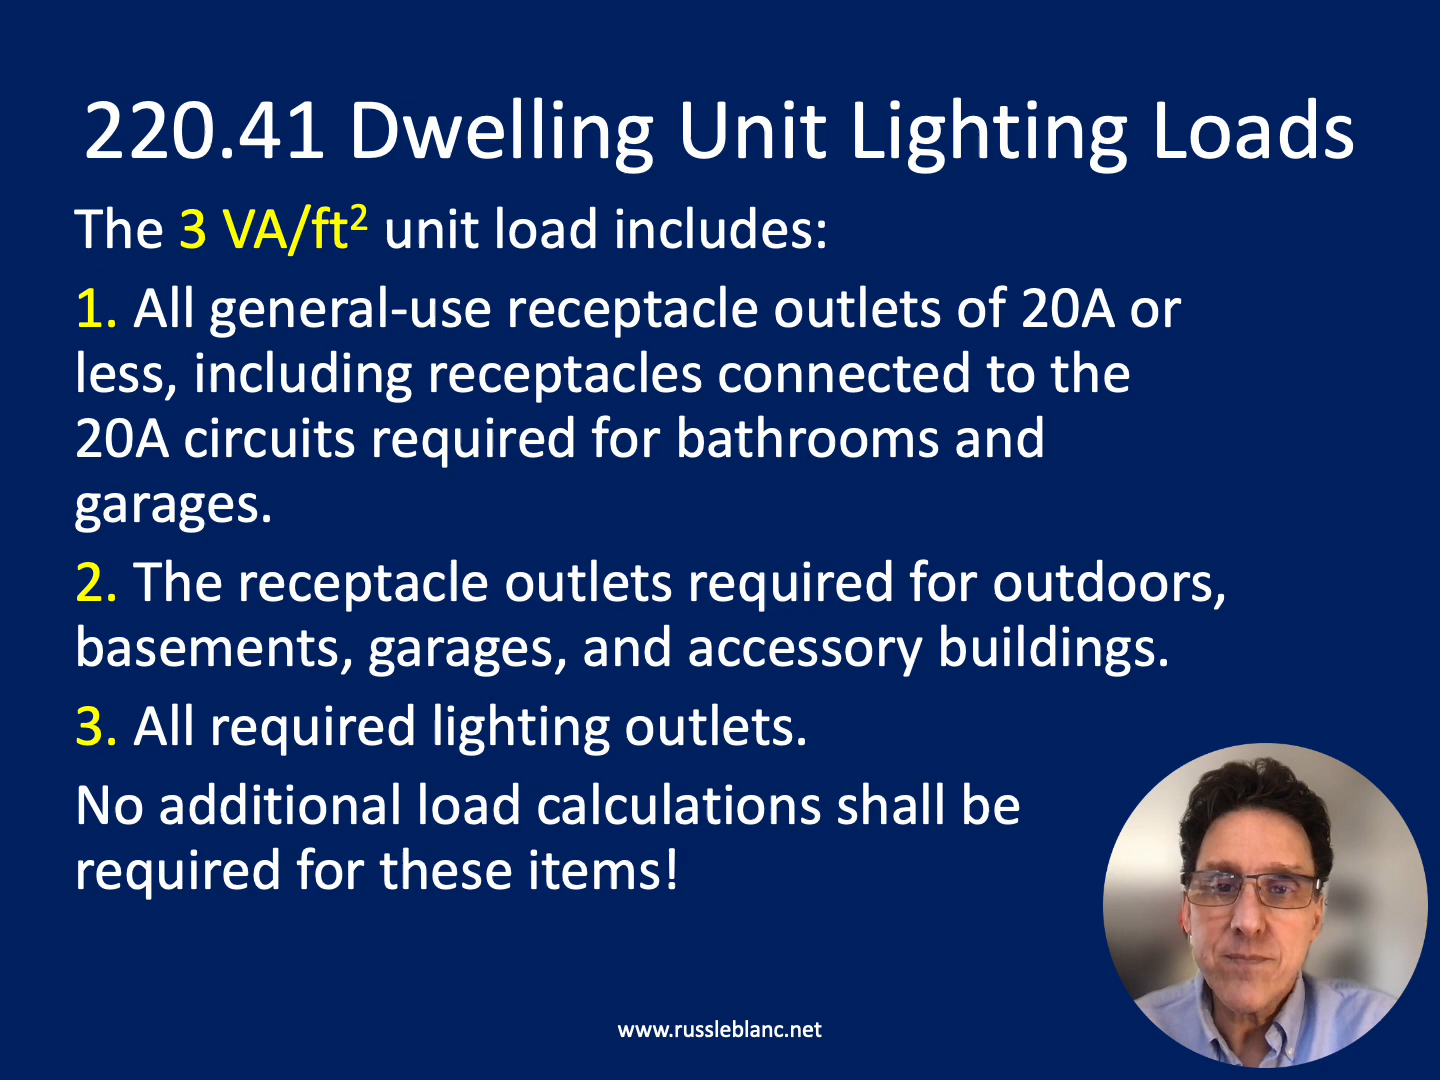 220.41 Dwelling Unit Lighting Loads
The 3 VA/ft² unit load includes:
1. All general-use receptacle outlets of 20A or
less, including receptacles connected to the
20A circuits required for bathrooms and
garages.
2. The receptacle outlets required for outdoors,
basements, garages, and accessory buildings.
3. All required lighting outlets.
No additional load calculations shall be
required for these items!
www.russleblanc.net